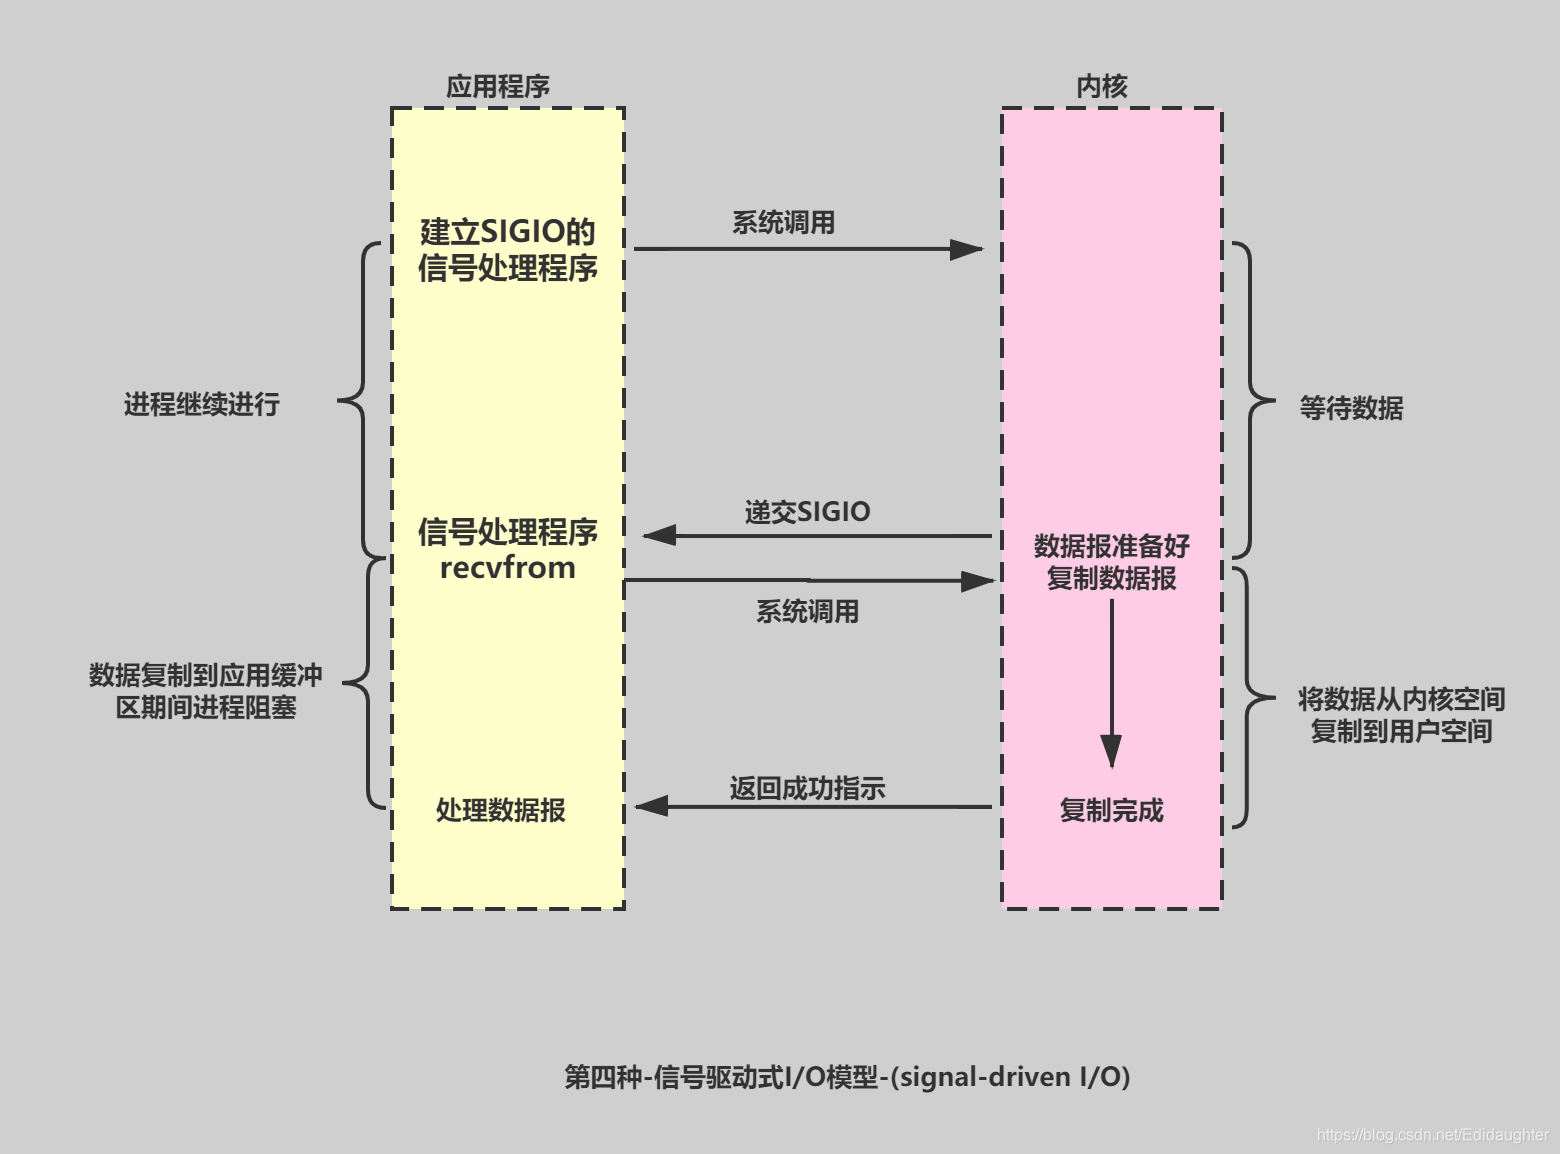 应用程序
内核
建立SIGIO的
信号处理程序
系统调用
进程继续进行
等待数据
递交SIGIO
信号处理程序
recvfrom
数据报准备好
复制数据报
系统调用
数据复制到应用缓冲
区期间进程阻塞
将数据从内核空间
复制到用户空间
返回成功指示
处理数据报
复制完成
第四种-信号驱动式I/O模型-(signal-driven I/O)
https://blog.csdn.net/Edidaughter